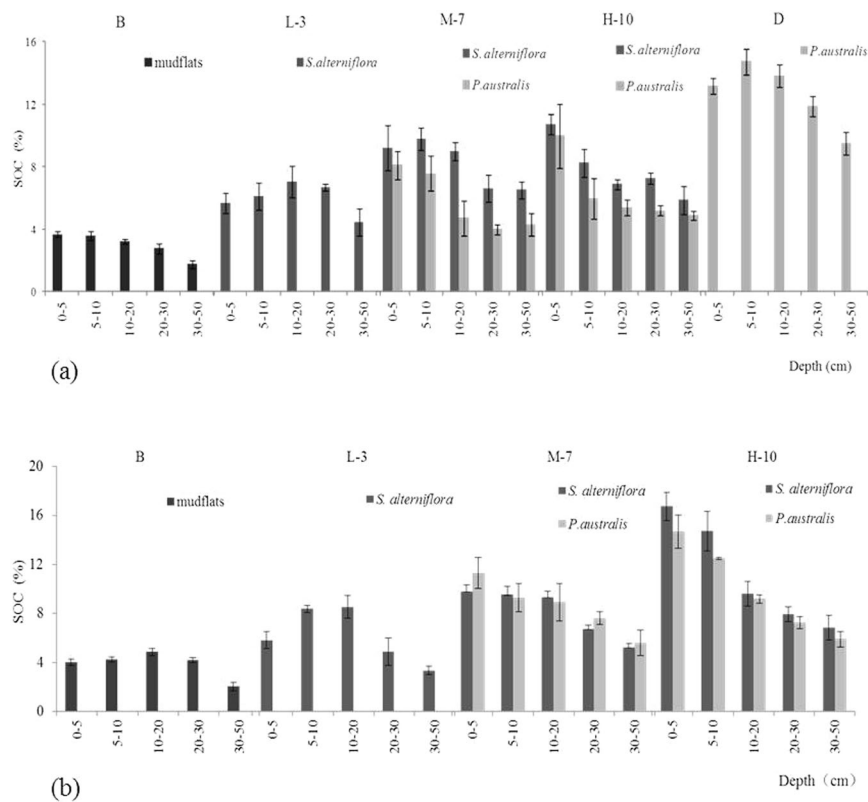 B L-3 M-7 H-10 D
16
mudflats S.alterniflora S. alterniflora S. alterniflora P.australis
P.australis P.australis
12
SOC (%)
8
4
0
0-5 5-10 10-20 20-30 30-50 0-5 5-10 10-20 20-30 30-50 0-5 5-10 10-20 20-30 30-50 0-5 5-10 10-20 20-30 30-50 0-5 5-10 10-20 20-30 30-50
(a) Depth (cm)
B L-3 M-7 H-10
20
mudflats S. alterniflora S. alterniflora S. alterniflora
P.australis P.australis
16
SOC (%)
12
8
4
0
0-5 5-10 10-20 20-30 30-50 0-5 5-10 10-20 20-30 30-50 0-5 5-10 10-20 20-30 30-50 0-5 5-10 10-20 20-30 30-50
Depth（cm）
(b)